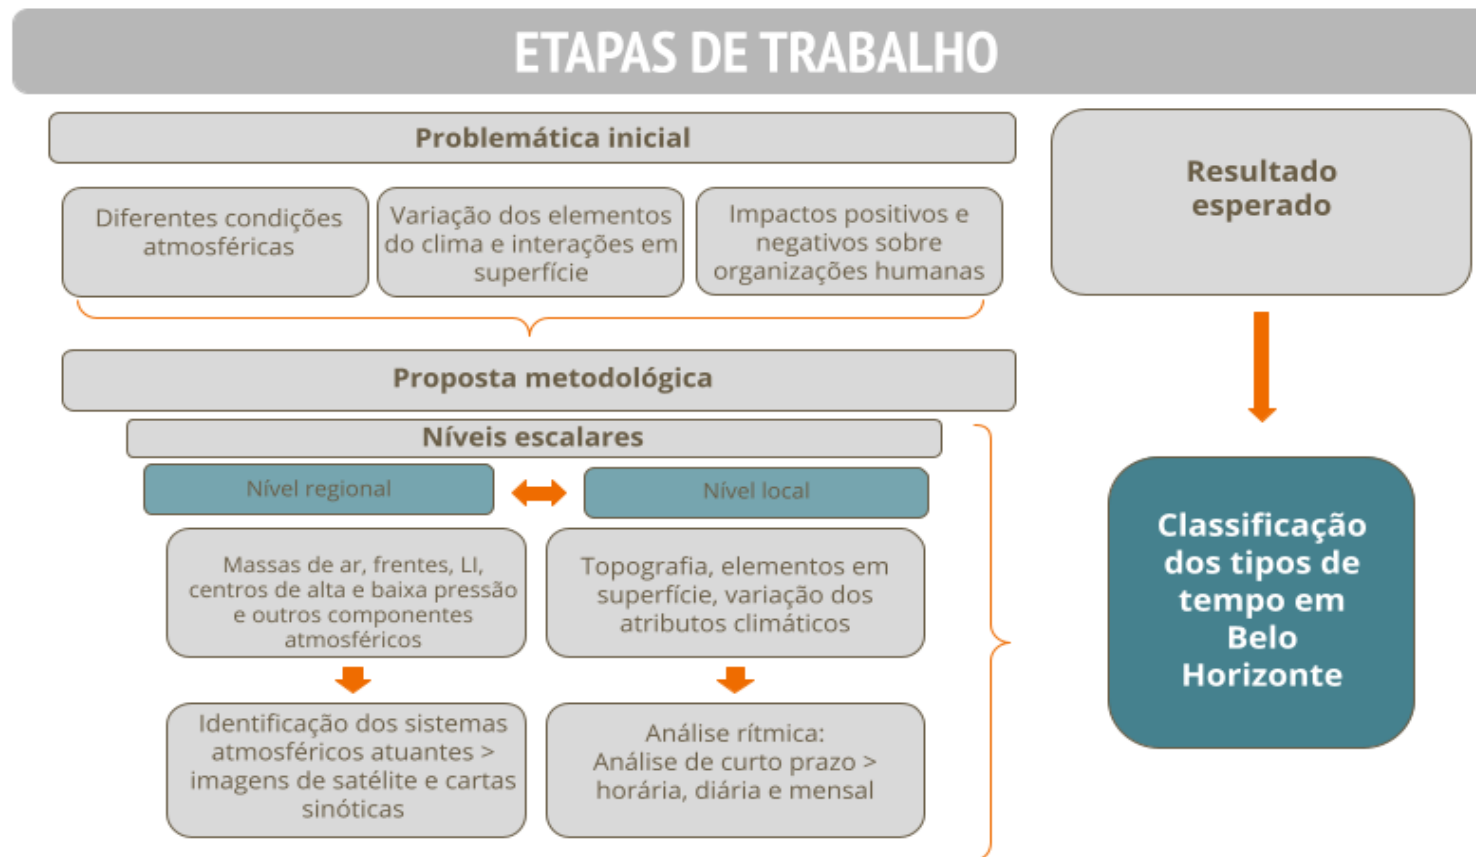 ETAPAS DE TRABALHO
Problemática inicial
Diferentes condições
atmosféricas
Variação dos elementos
do clima e interações em
superfície
Impactos positivos e
negativos sobre
organizações humanas
Proposta metodológica
Níveis escalares
Nível regional
Nível local
Massas de ar, frentes, LI,
centros de alta e baixa pressão
e outros componentes
atmosféricos
Topografia, elementos em
superfície, variação dos
atributos climáticos
Identificação dos sistemas
atmosféricos atuantes >
imagens de satélite e cartas
sinóticas
Análise rítmica:
Análise de curto prazo >
horária, diária e mensal
Resultado
esperado
Classificação
dos tipos de
tempo em
Belo
Horizonte